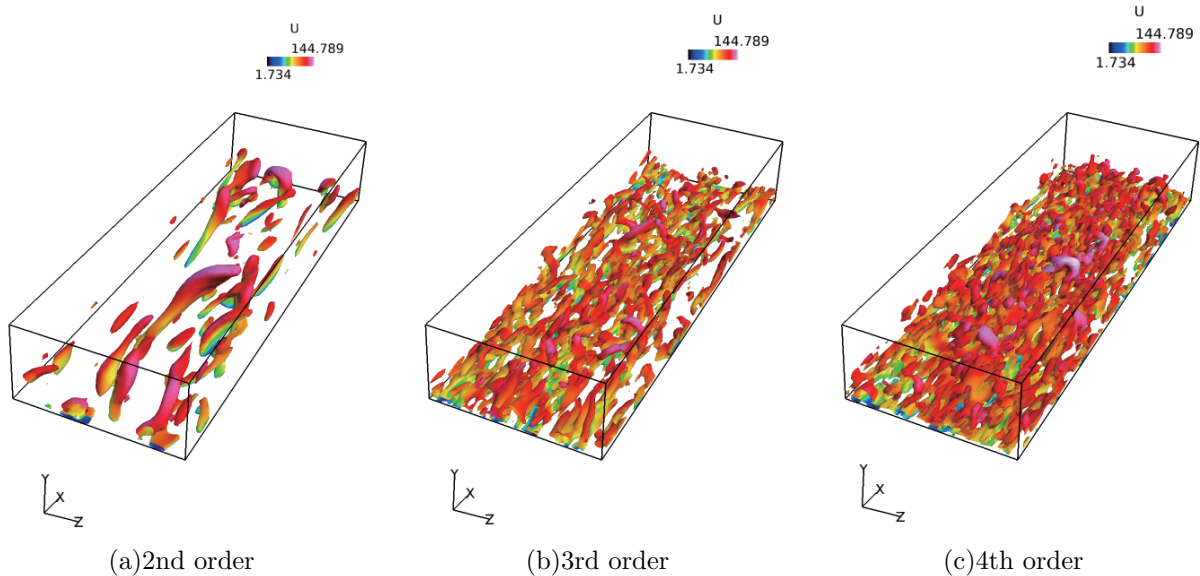 U
144.789
1.734
Y
X
Z
(a)2nd order
U
144.789
1.734
Y
X
Z
(b)3rd order
U
144.789
1.734
Y
X
Z
(c)4th order